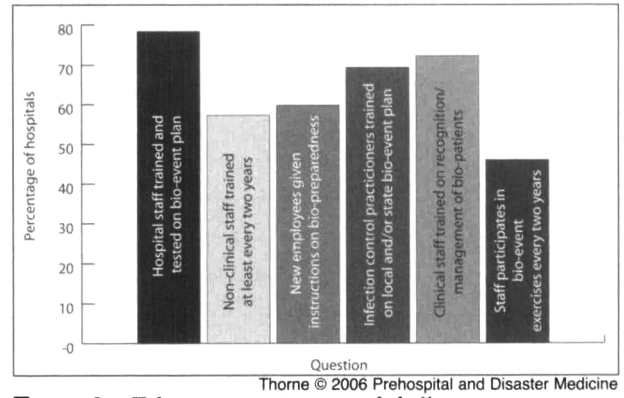 80
70
60
50
40
30
20
10
-0
Percentage of hospitals
Hospital staff trained and
tested on bio-event plan
Non-clinical staff trained
at least every two years
New employees given
instructions on bio-preparedness
Infection control practicioners trained
on local and/or state bio-event plan
Clinical staff trained on recognition/
management of bio-patients
Staff participates in
bio-event
exercises every two years
Question
Thorne © 2006 Prehospital and Disaster Medicine